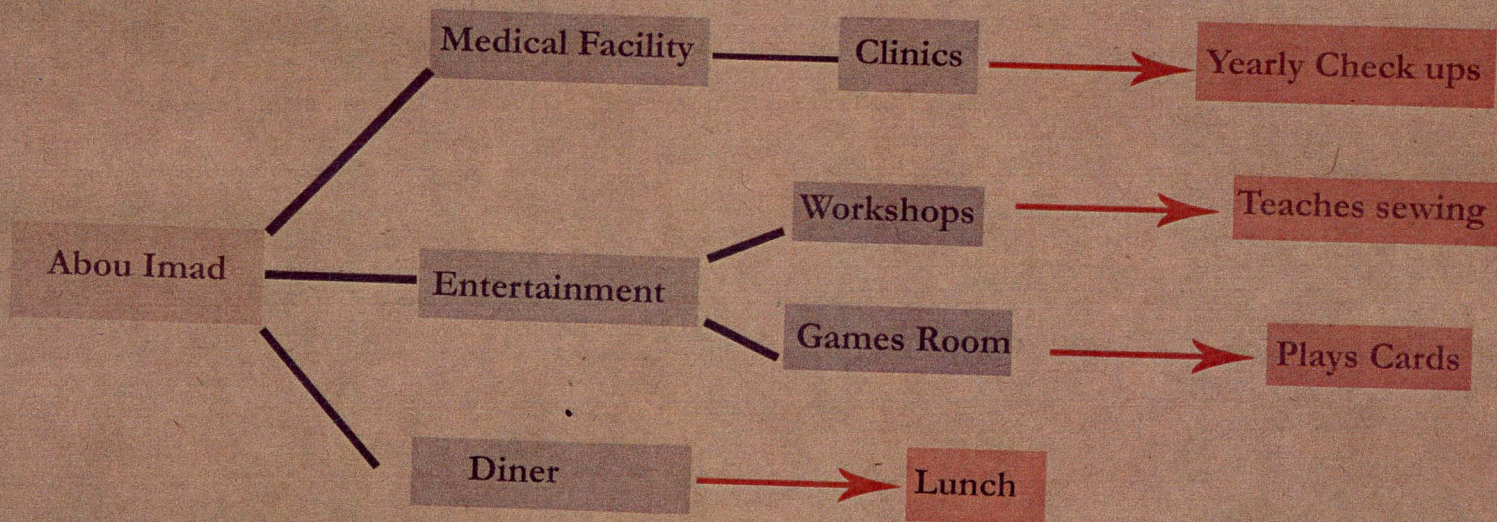 Medical Facility
Clinics
Yearly Check ups
Workshops
Teaches sewing
Abou Imad
Entertainment
Games Room
Plays Cards
Diner
Lunch